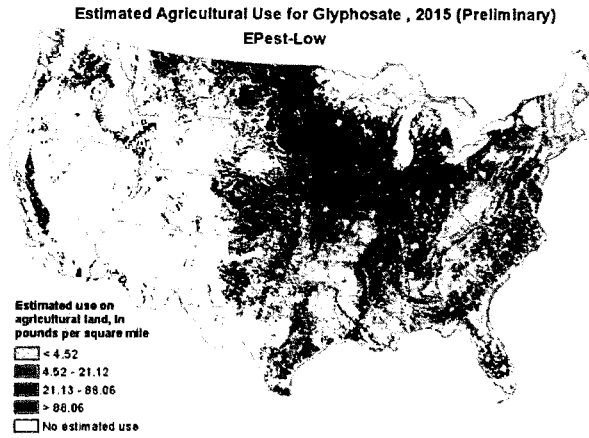 Estimated Agricultural Use for Glyphosate , 2015 (Preliminary)
EPest-Low
Estimated use on
agricultural land, in
pounds per square mile
< 4.52
4.52 - 21.12
21.13 - 88.06
> 88.06
No estimated use